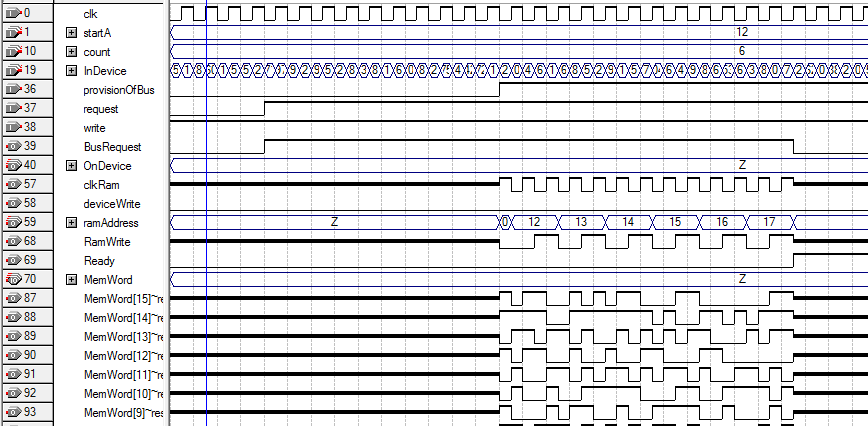 0 clk
1 startA 12
10 count 6
19 InDevice
36 provisionOfBus
37 request
38 write
39 BusRequest
40 OnDevice Z
57 clkRam
58 deviceWrite
59 ramAddress Z 0 12 13 14 15 16 17
68 RamWrite
69 Ready
70 MemWord Z
87 MemWord[15]~re
88 MemWord[14]~re
89 MemWord[13]~re
90 MemWord[12]~re
91 MemWord[11]~re
92 MemWord[10]~re
93 MemWord[9]~res